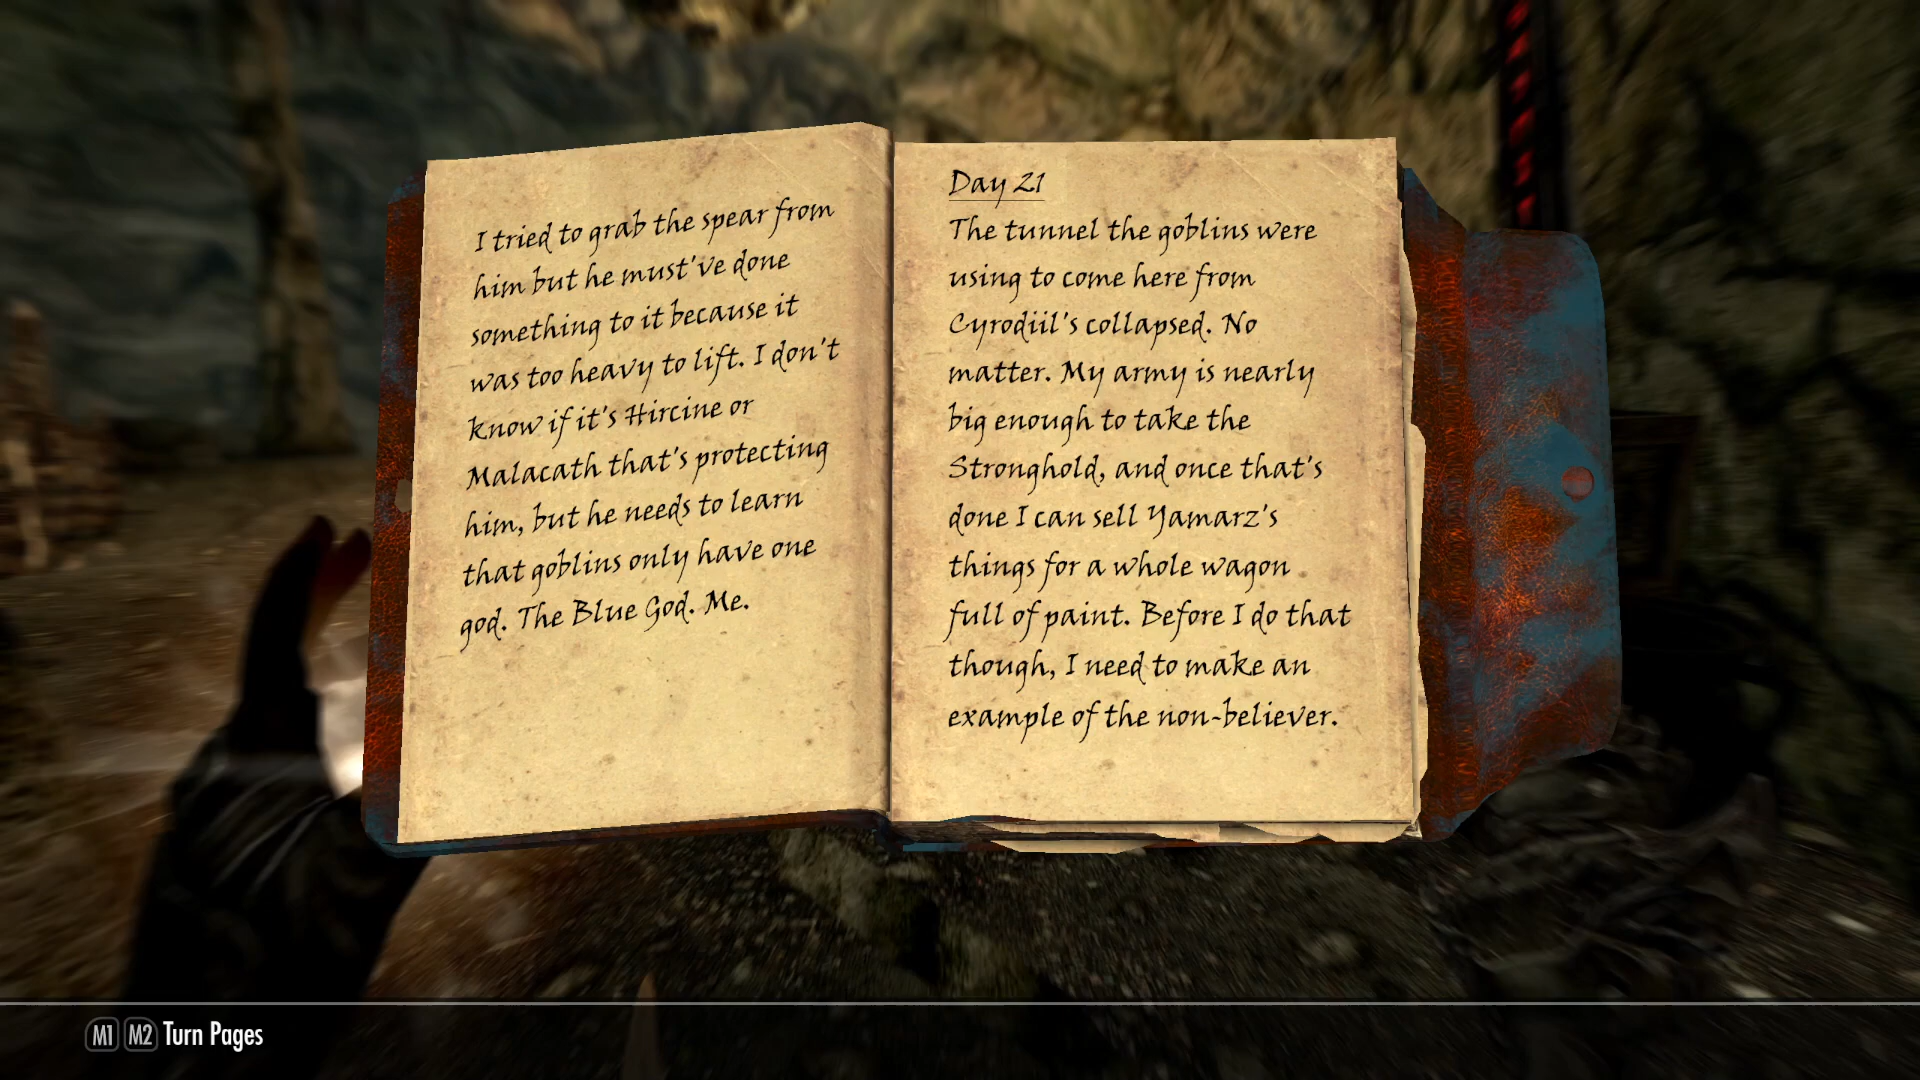 I tried to grab the spear from
him but he must've done
something to it because it
was too heavy to lift. I don't
know if it's Hircine or
Malacath that's protecting
him, but he needs to learn
that goblins only have one
god. The Blue God. Me.
Day 21
The tunnel the goblins were
using to come here from
Cyrodiil's collapsed. No
matter. My army is nearly
big enough to take the
Stronghold, and once that's
done I can sell Yamarz's
things for a whole wagon
full of paint. Before I do that
though, I need to make an
example of the non-believer.
M1 M2 Turn Pages